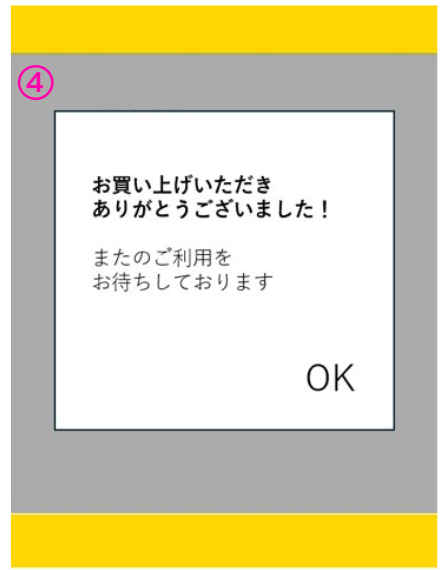 ④
お買い上げいただき
ありがとうございました！
またのご利用を
お待ちしております
OK